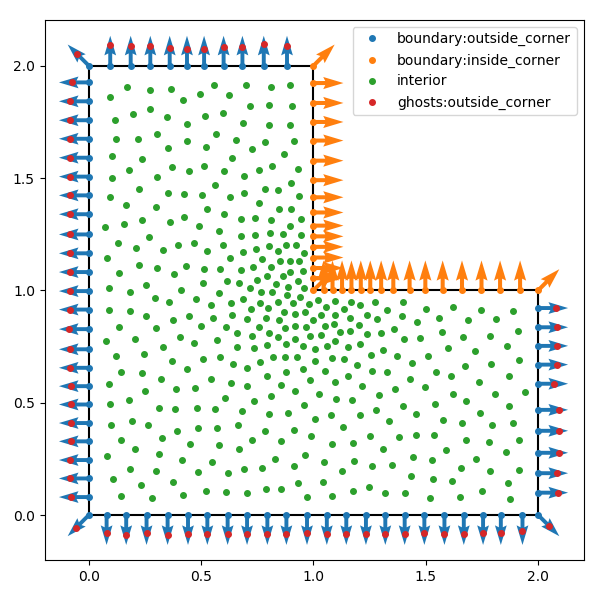 boundary:outside_corner
boundary:inside_corner
interior
ghosts:outside_corner
2.0
1.5
1.0
0.5
0.0
0.0 0.5 1.0 1.5 2.0